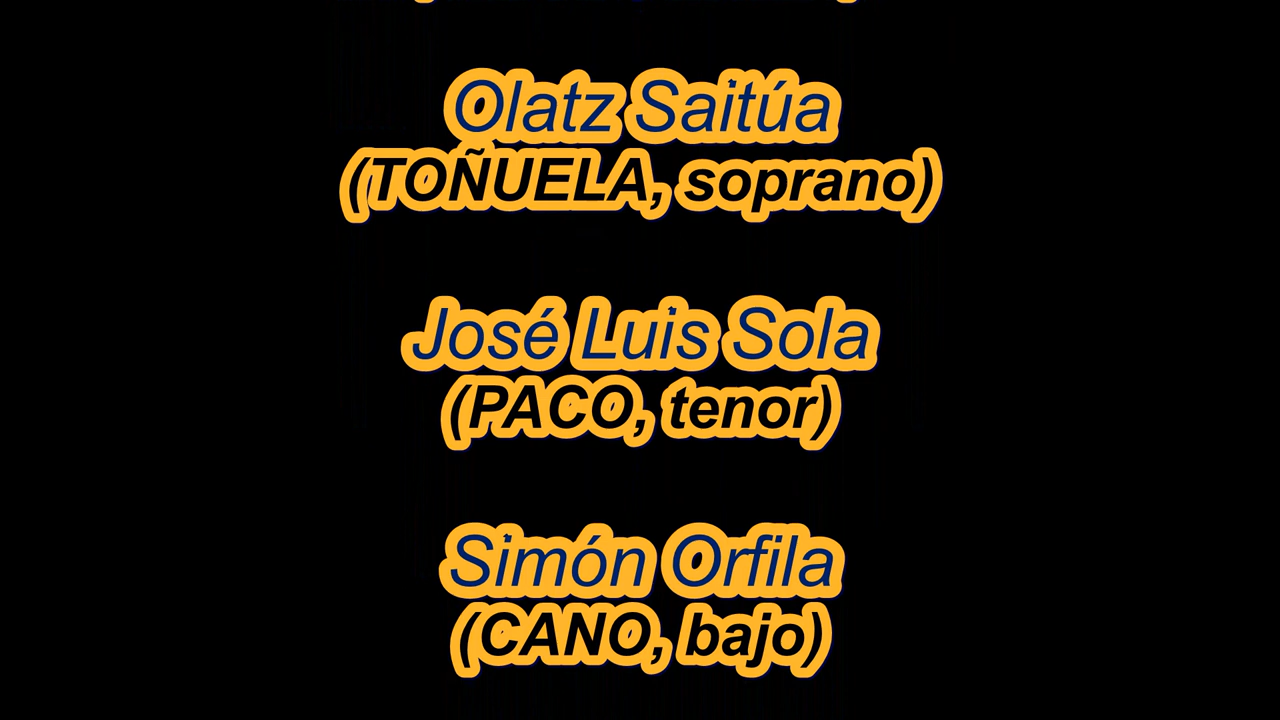 Olatz Saitúa
(TOÑUELA, soprano)
José Luis Sola
(PACO, tenor)
Simón Orfila
(CANO, bajo)